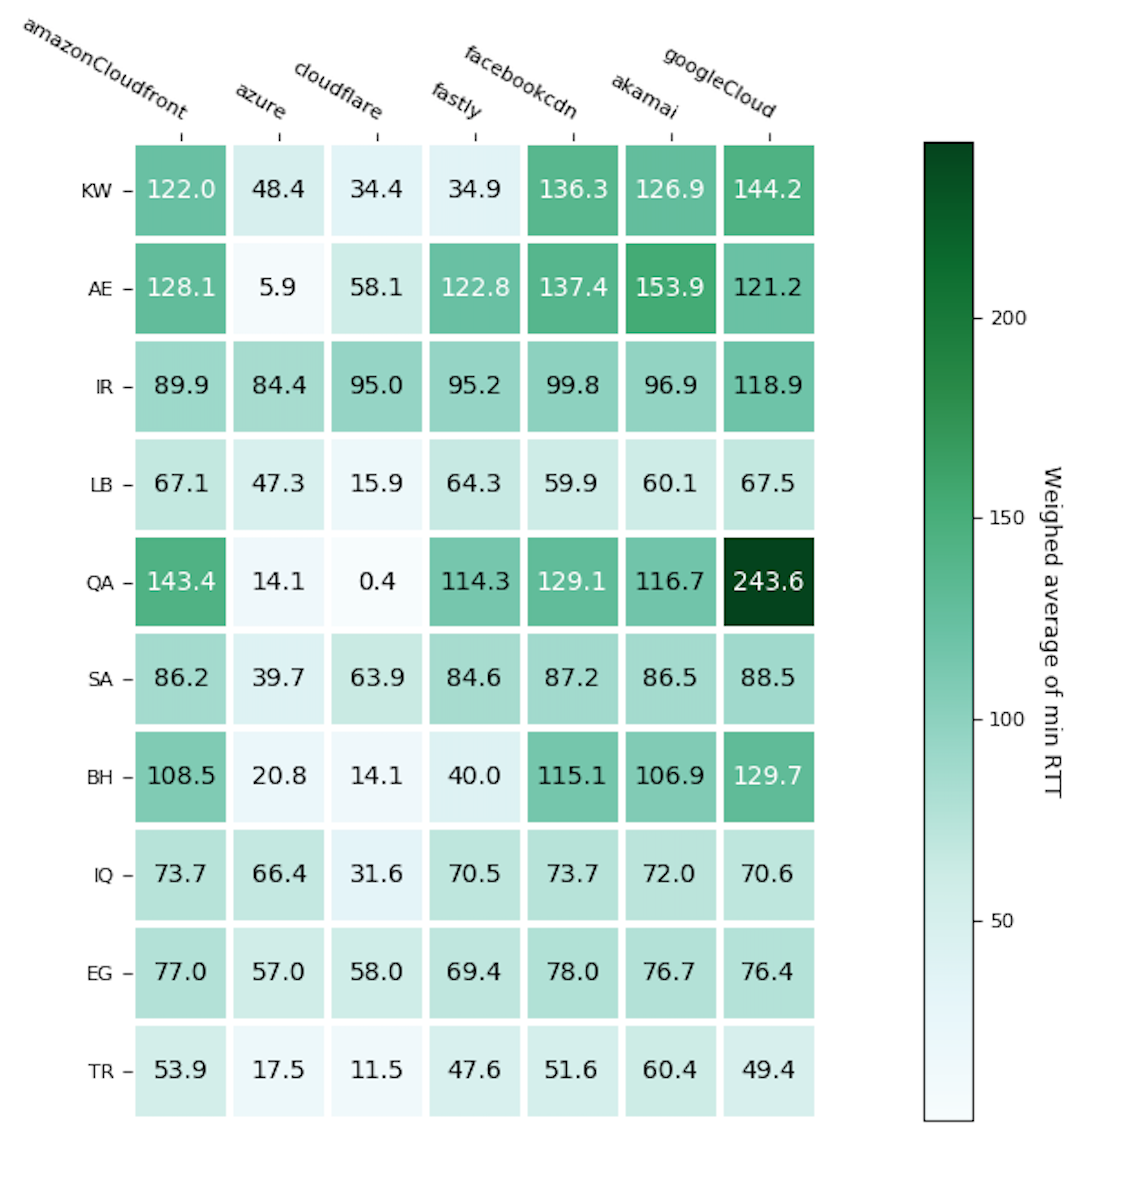 amazonCloudfront azure cloudflare fastly facebookcdn akamai googleCloud
KW 122.0 48.4 34.4 34.9 136.3 126.9 144.2
AE 128.1 5.9 58.1 122.8 137.4 153.9 121.2
IR 89.9 84.4 95.0 95.2 99.8 96.9 118.9
LB 67.1 47.3 15.9 64.3 59.9 60.1 67.5
QA 143.4 14.1 0.4 114.3 129.1 116.7 243.6
SA 86.2 39.7 63.9 84.6 87.2 86.5 88.5
BH 108.5 20.8 14.1 40.0 115.1 106.9 129.7
IQ 73.7 66.4 31.6 70.5 73.7 72.0 70.6
EG 77.0 57.0 58.0 69.4 78.0 76.7 76.4
TR 53.9 17.5 11.5 47.6 51.6 60.4 49.4
200
150
100
50
Weighed average of min RTT